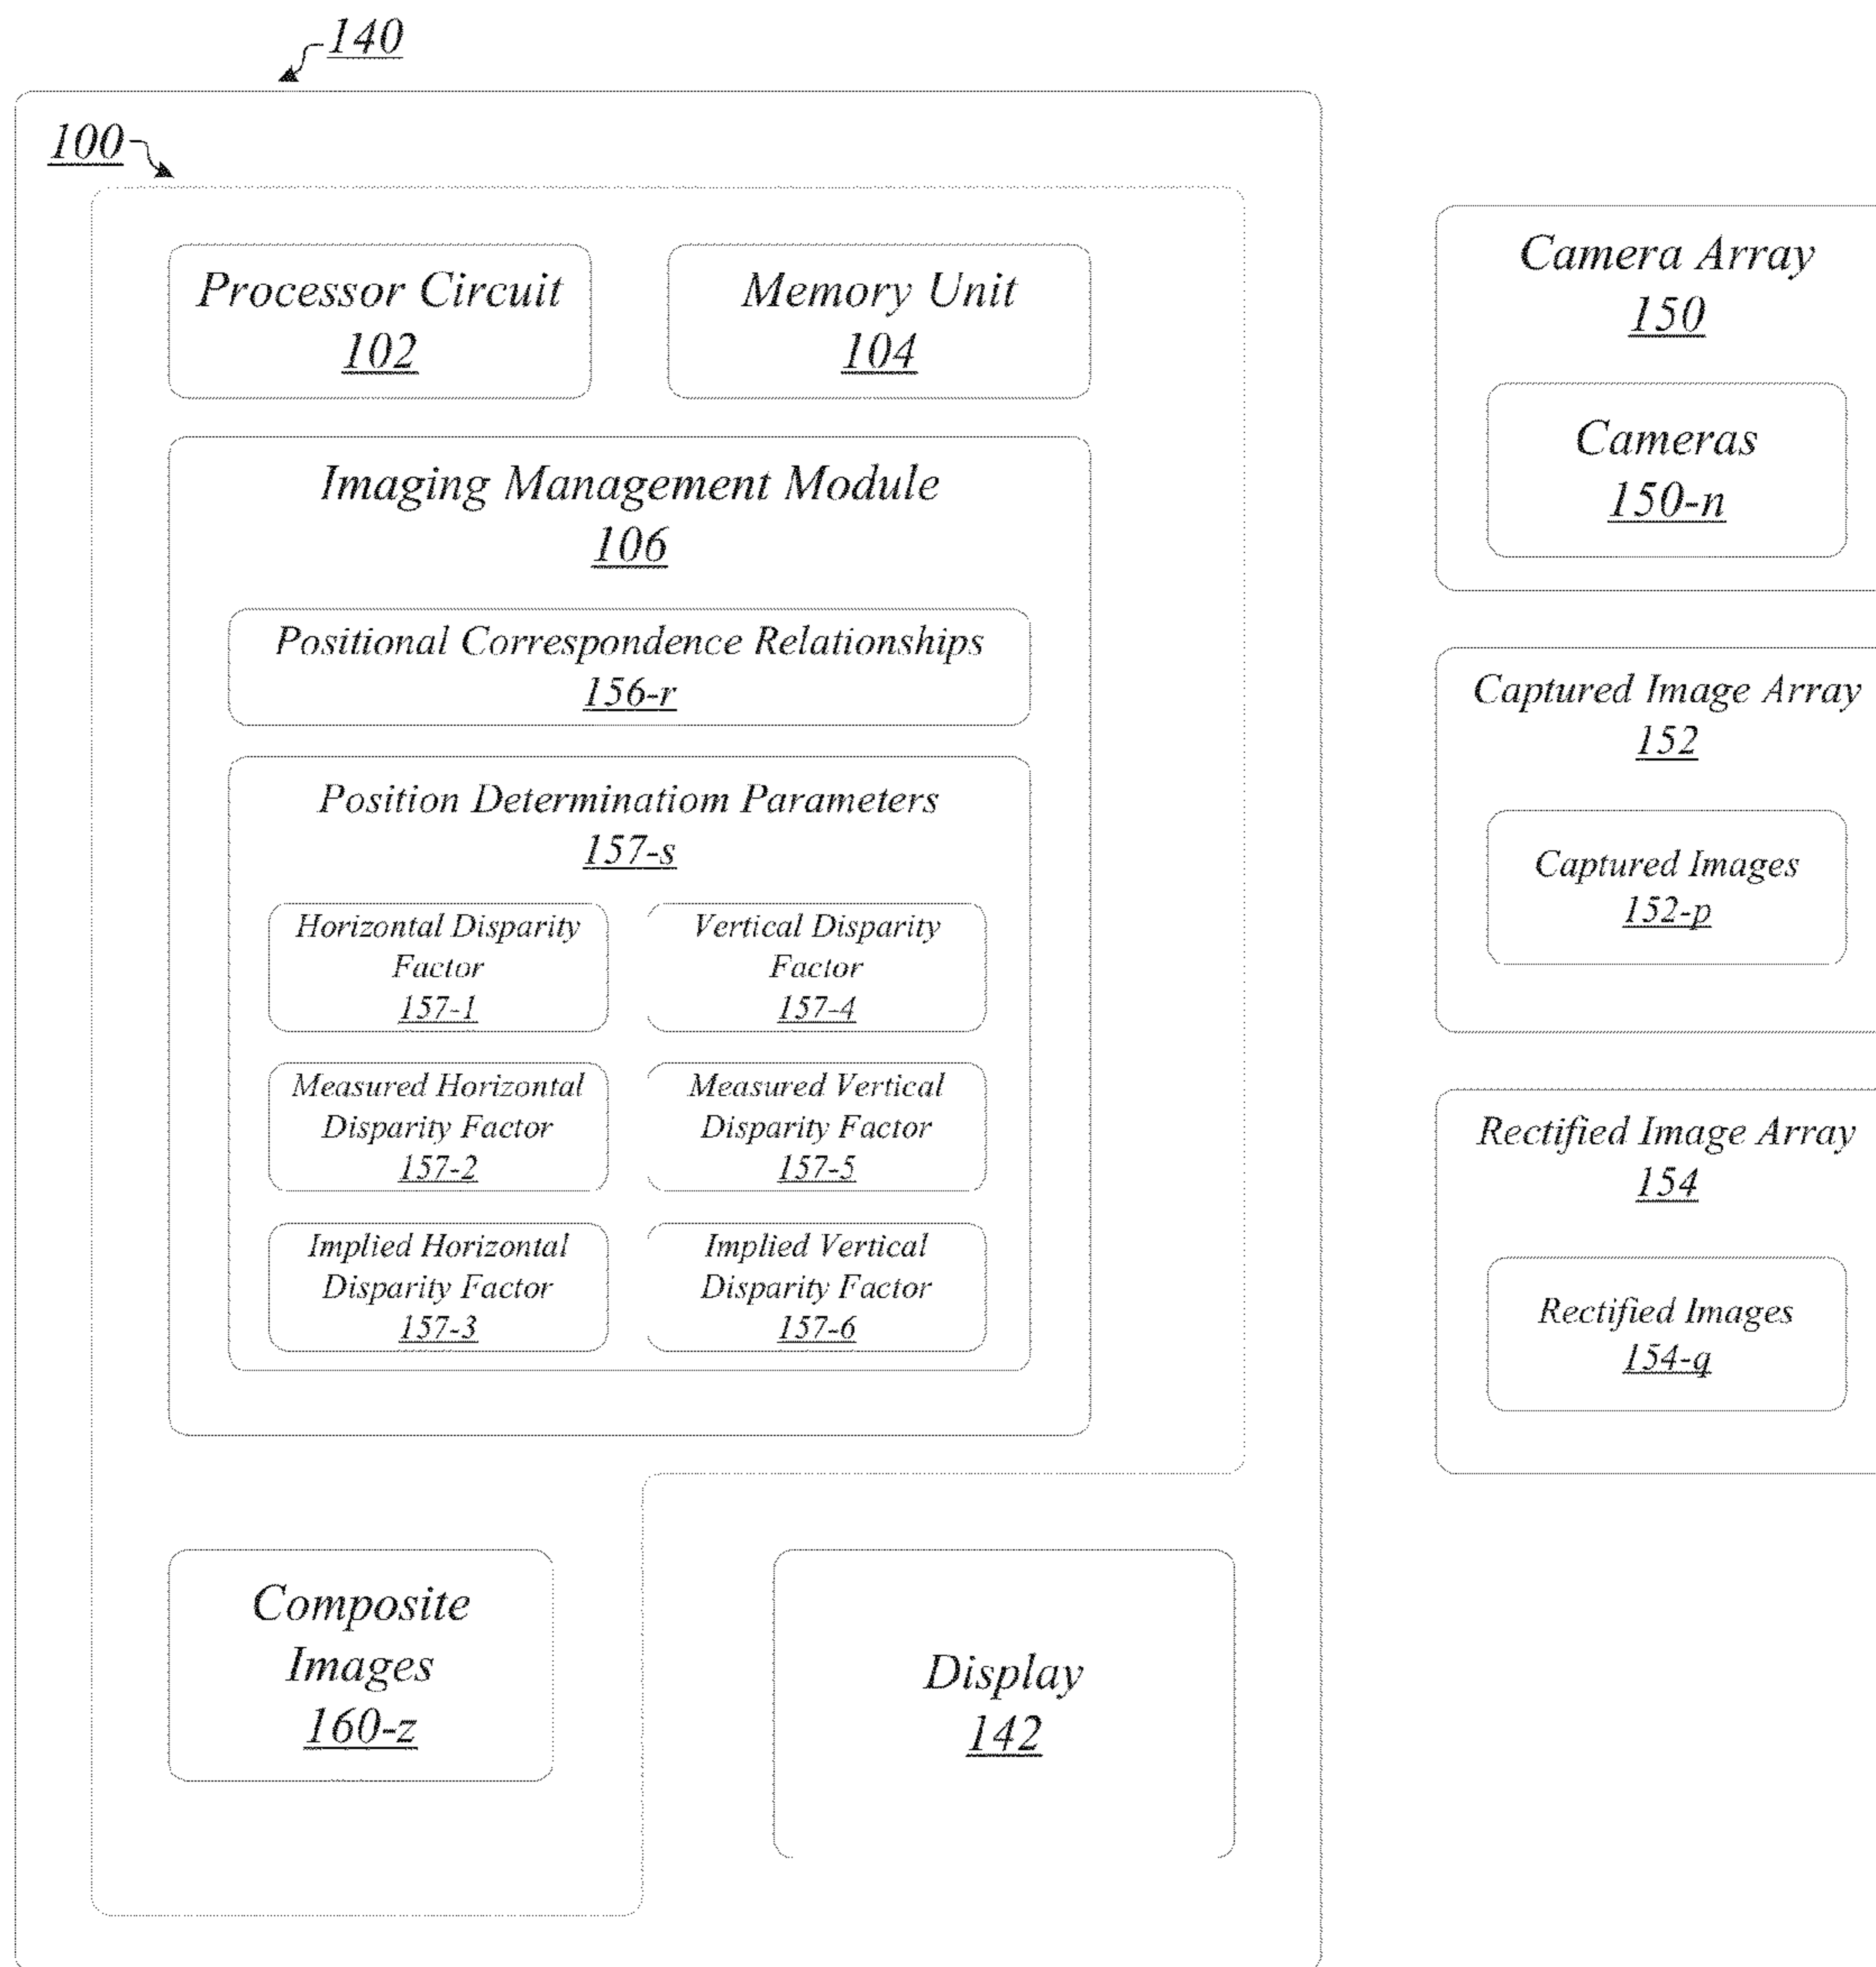 140
100
Processor Circuit
102
Memory Unit
104
Imaging Management Module
106
Positional Correspondence Relationships
156-r
Position Determinatiom Parameters
157-s
Horizontal Disparity
Factor
157-1
Vertical Disparity
Factor
157-4
Measured Horizontal
Disparity Factor
157-2
Measured Vertical
Disparity Factor
157-5
Implied Horizontal
Disparity Factor
157-3
Implied Vertical
Disparity Factor
157-6
Composite
Images
160-z
Display
142
Camera Array
150
Cameras
150-n
Captured Image Array
152
Captured Images
152-p
Rectified Image Array
154
Rectified Images
154-q